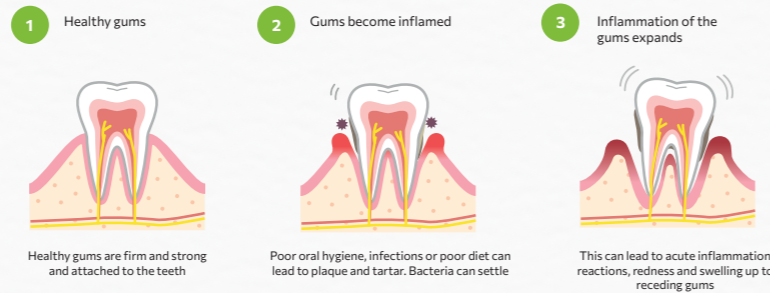 1
Healthy gums
Healthy gums are firm and strong
and attached to the teeth
2
Gums become inflamed
Poor oral hygiene, infections or poor diet can
lead to plaque and tartar. Bacteria can settle
3
Inflammation of the
gums expands
This can lead to acute inflammation
reactions, redness and swelling up to
receding gums